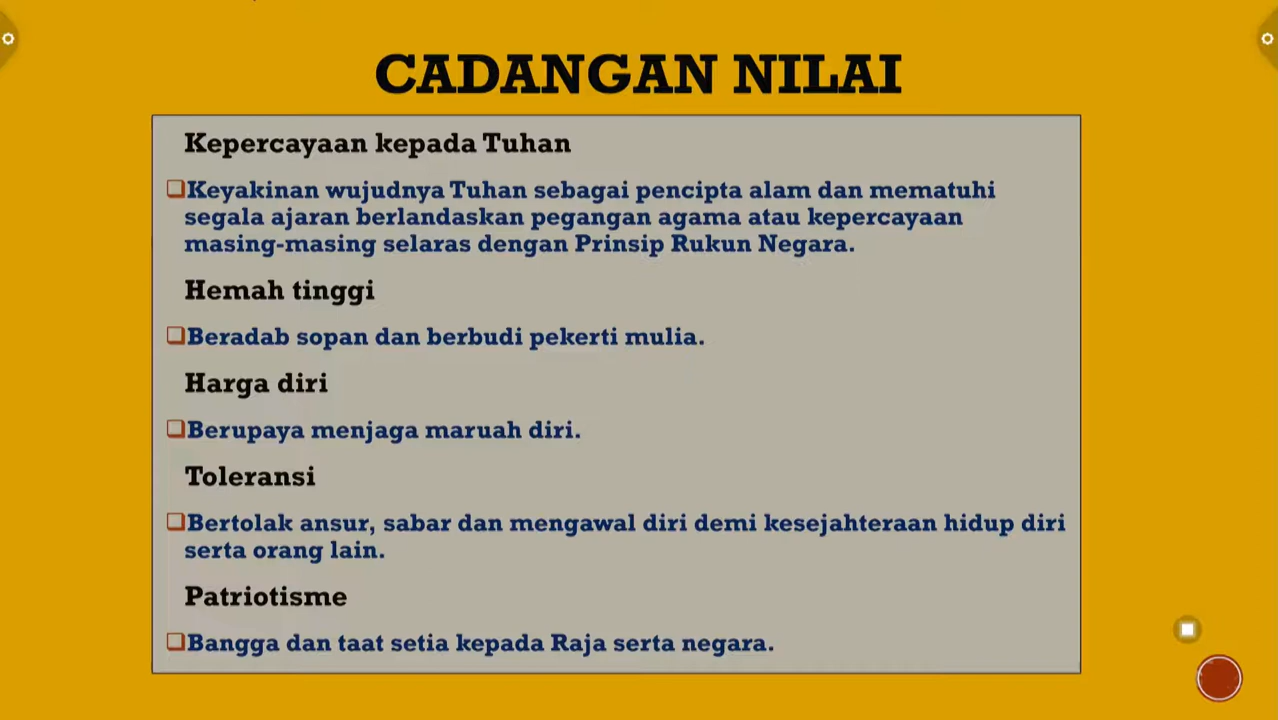 CADANGAN NILAI
Kepercayaan kepada Tuhan
Keyakinan wujudnya Tuhan sebagai pencipta alam dan mematuhi
segala ajaran berlandaskan pegangan agama atau kepercayaan
masing-masing selaras dengan Prinsip Rukun Negara.
Hemah tinggi
Beradab sopan dan berbudi pekerti mulia.
Harga diri
Berupaya menjaga maruah diri.
Toleransi
Bertolak ansur, sabar dan mengawal diri demi kesejahteraan hidup diri
serta orang lain.
Patriotisme
Bangga dan taat setia kepada Raja serta negara.